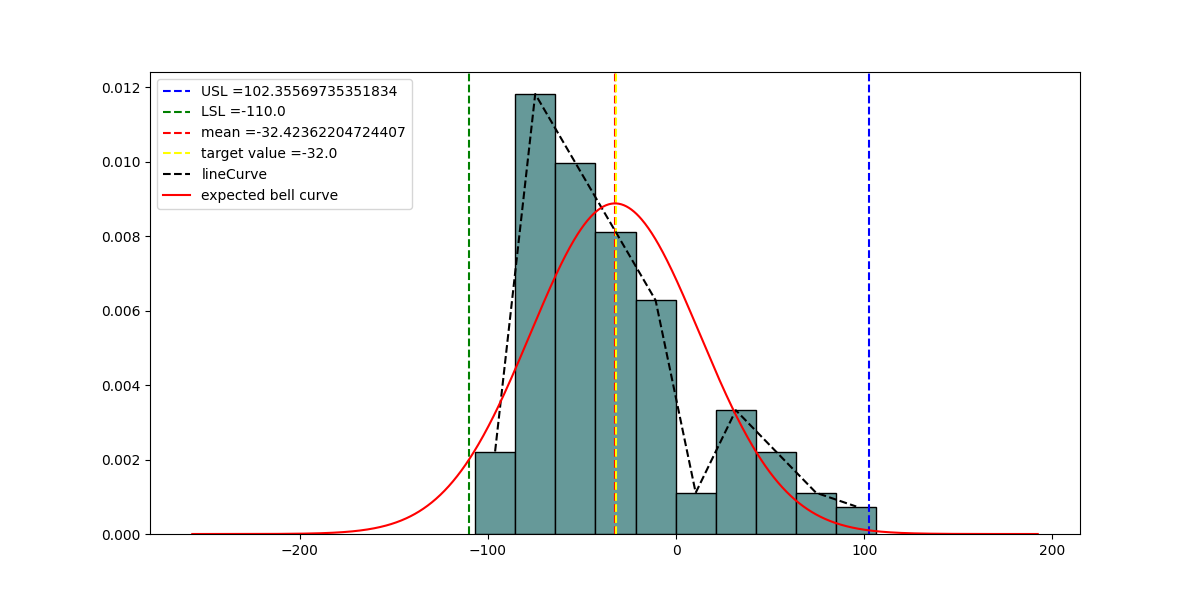 USL =102.35569735351834
LSL =-110.0
mean =-32.42362204724407
target value =-32.0
lineCurve
expected bell curve
0.012
0.010
0.008
0.006
0.004
0.002
0.000
−200
−100
0
100
200